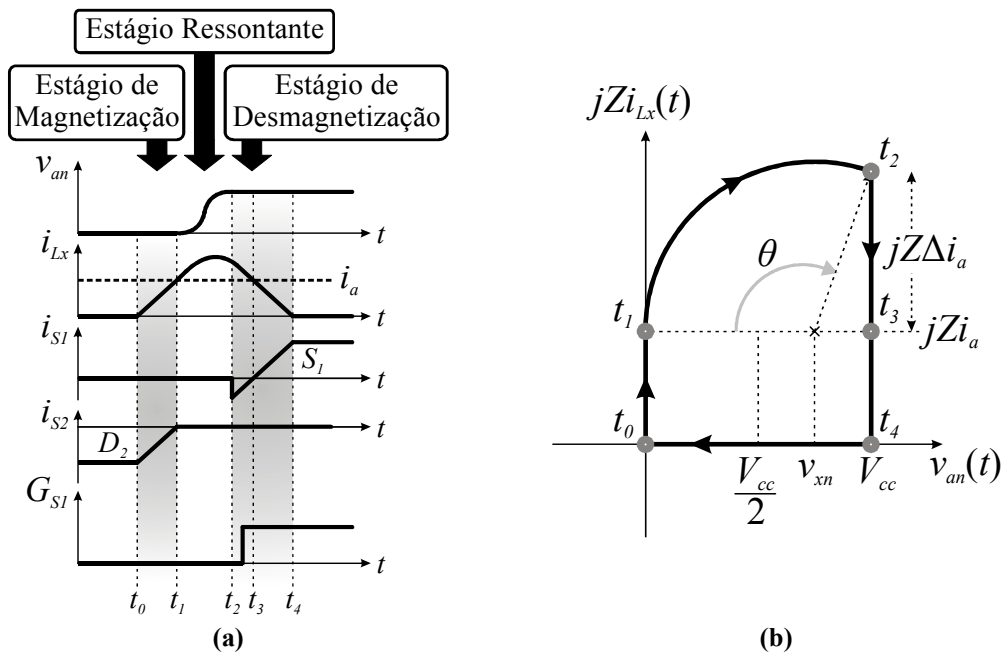 Estágio Ressontante
Estágio de
Magnetização
Estágio de
Desmagnetização
v_an
t
i_Lx
i_a
t
i_S1
S_1
t
i_S2
D_2
t
G_S1
t
t_0 t_1 t_2 t_3 t_4
(a)
jZi_Lx(t)
t_2
θ
jZΔi_a
t_1
t_3
jZi_a
t_0
t_4
V_cc
2
v_xn
V_cc
v_an(t)
(b)